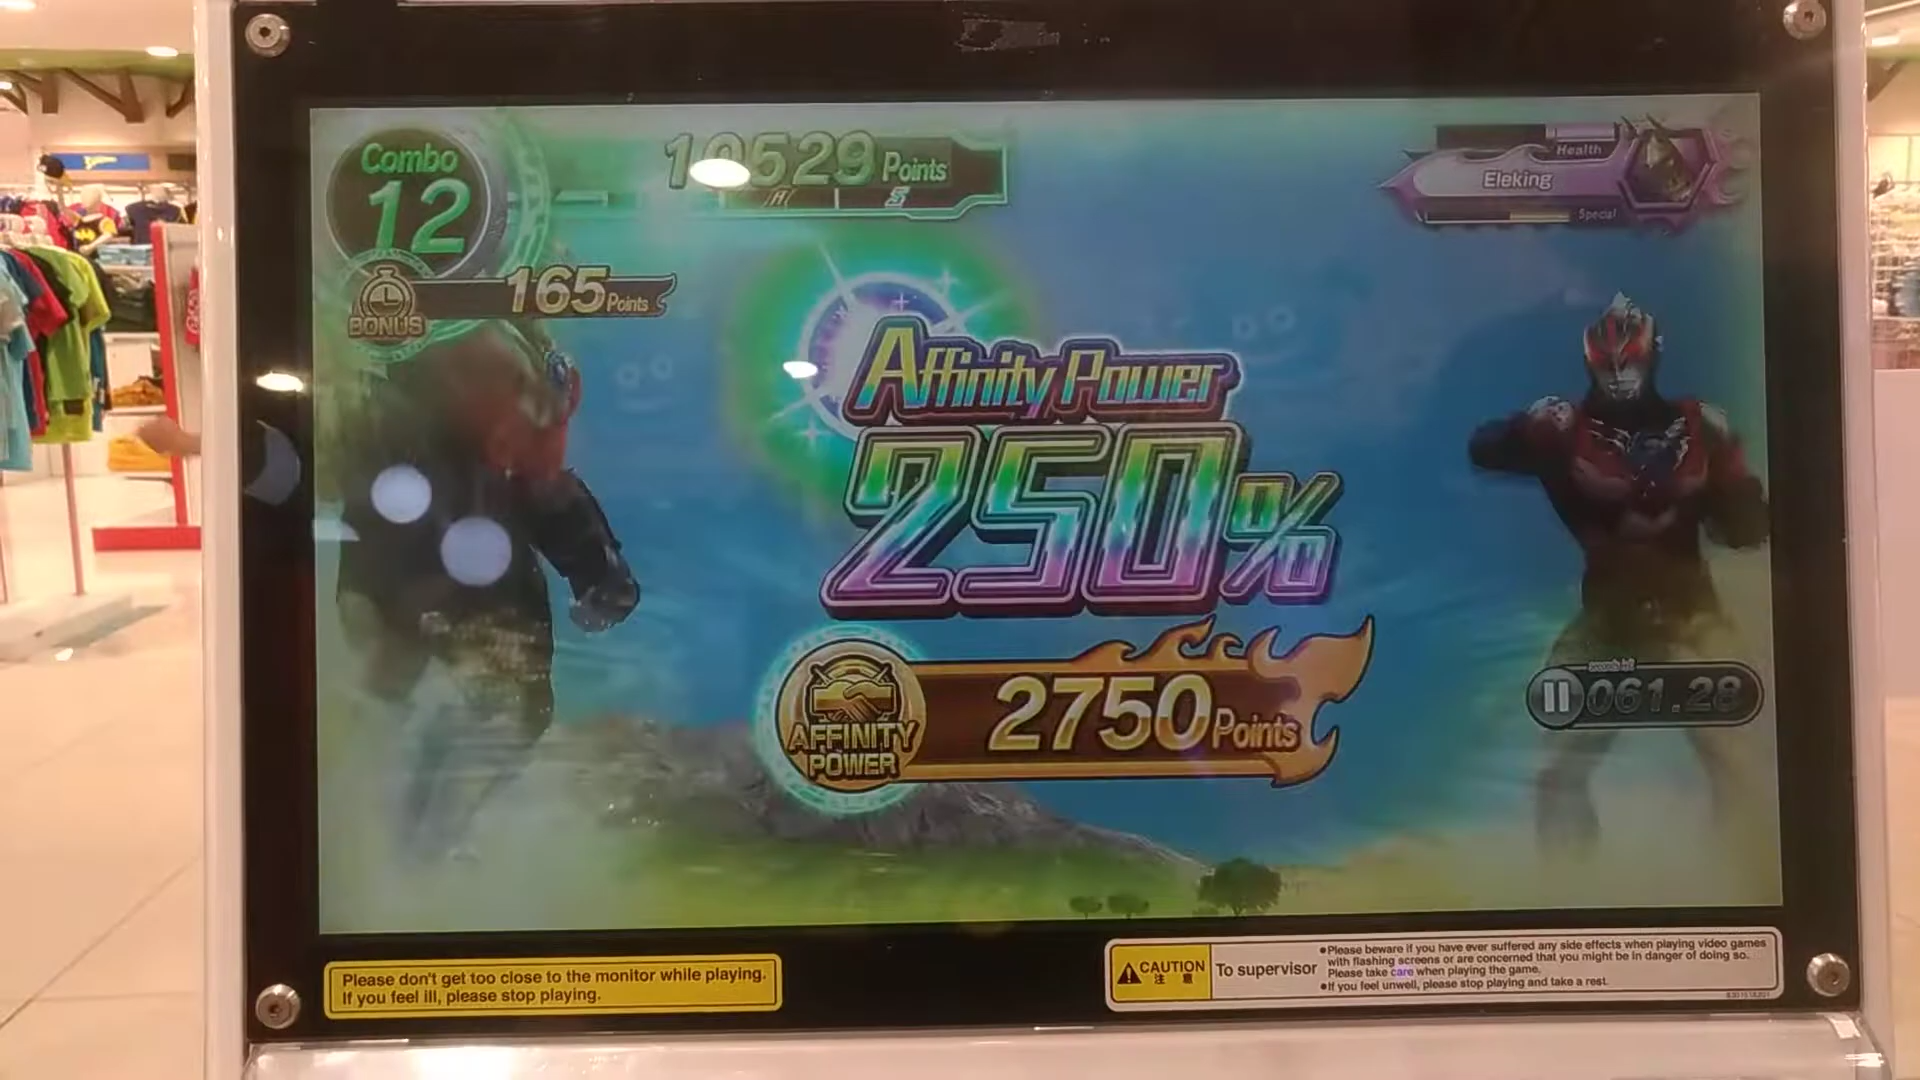 Combo
12
Points
A
S
BONUS
165 Points
Health
Eleking
Special
Affinity Power
250%
AFFINITY
POWER
2750 Points
seconds left
061.28
Please don't get too close to the monitor while playing.
If you feel ill, please stop playing.
CAUTION
注 意
To supervisor
•Please beware if you have ever suffered any side effects when playing video games
with flashing screens or are concerned that you might be in danger of doing so.
Please take care when playing the game.
•If you feel unwell, please stop playing and take a rest.